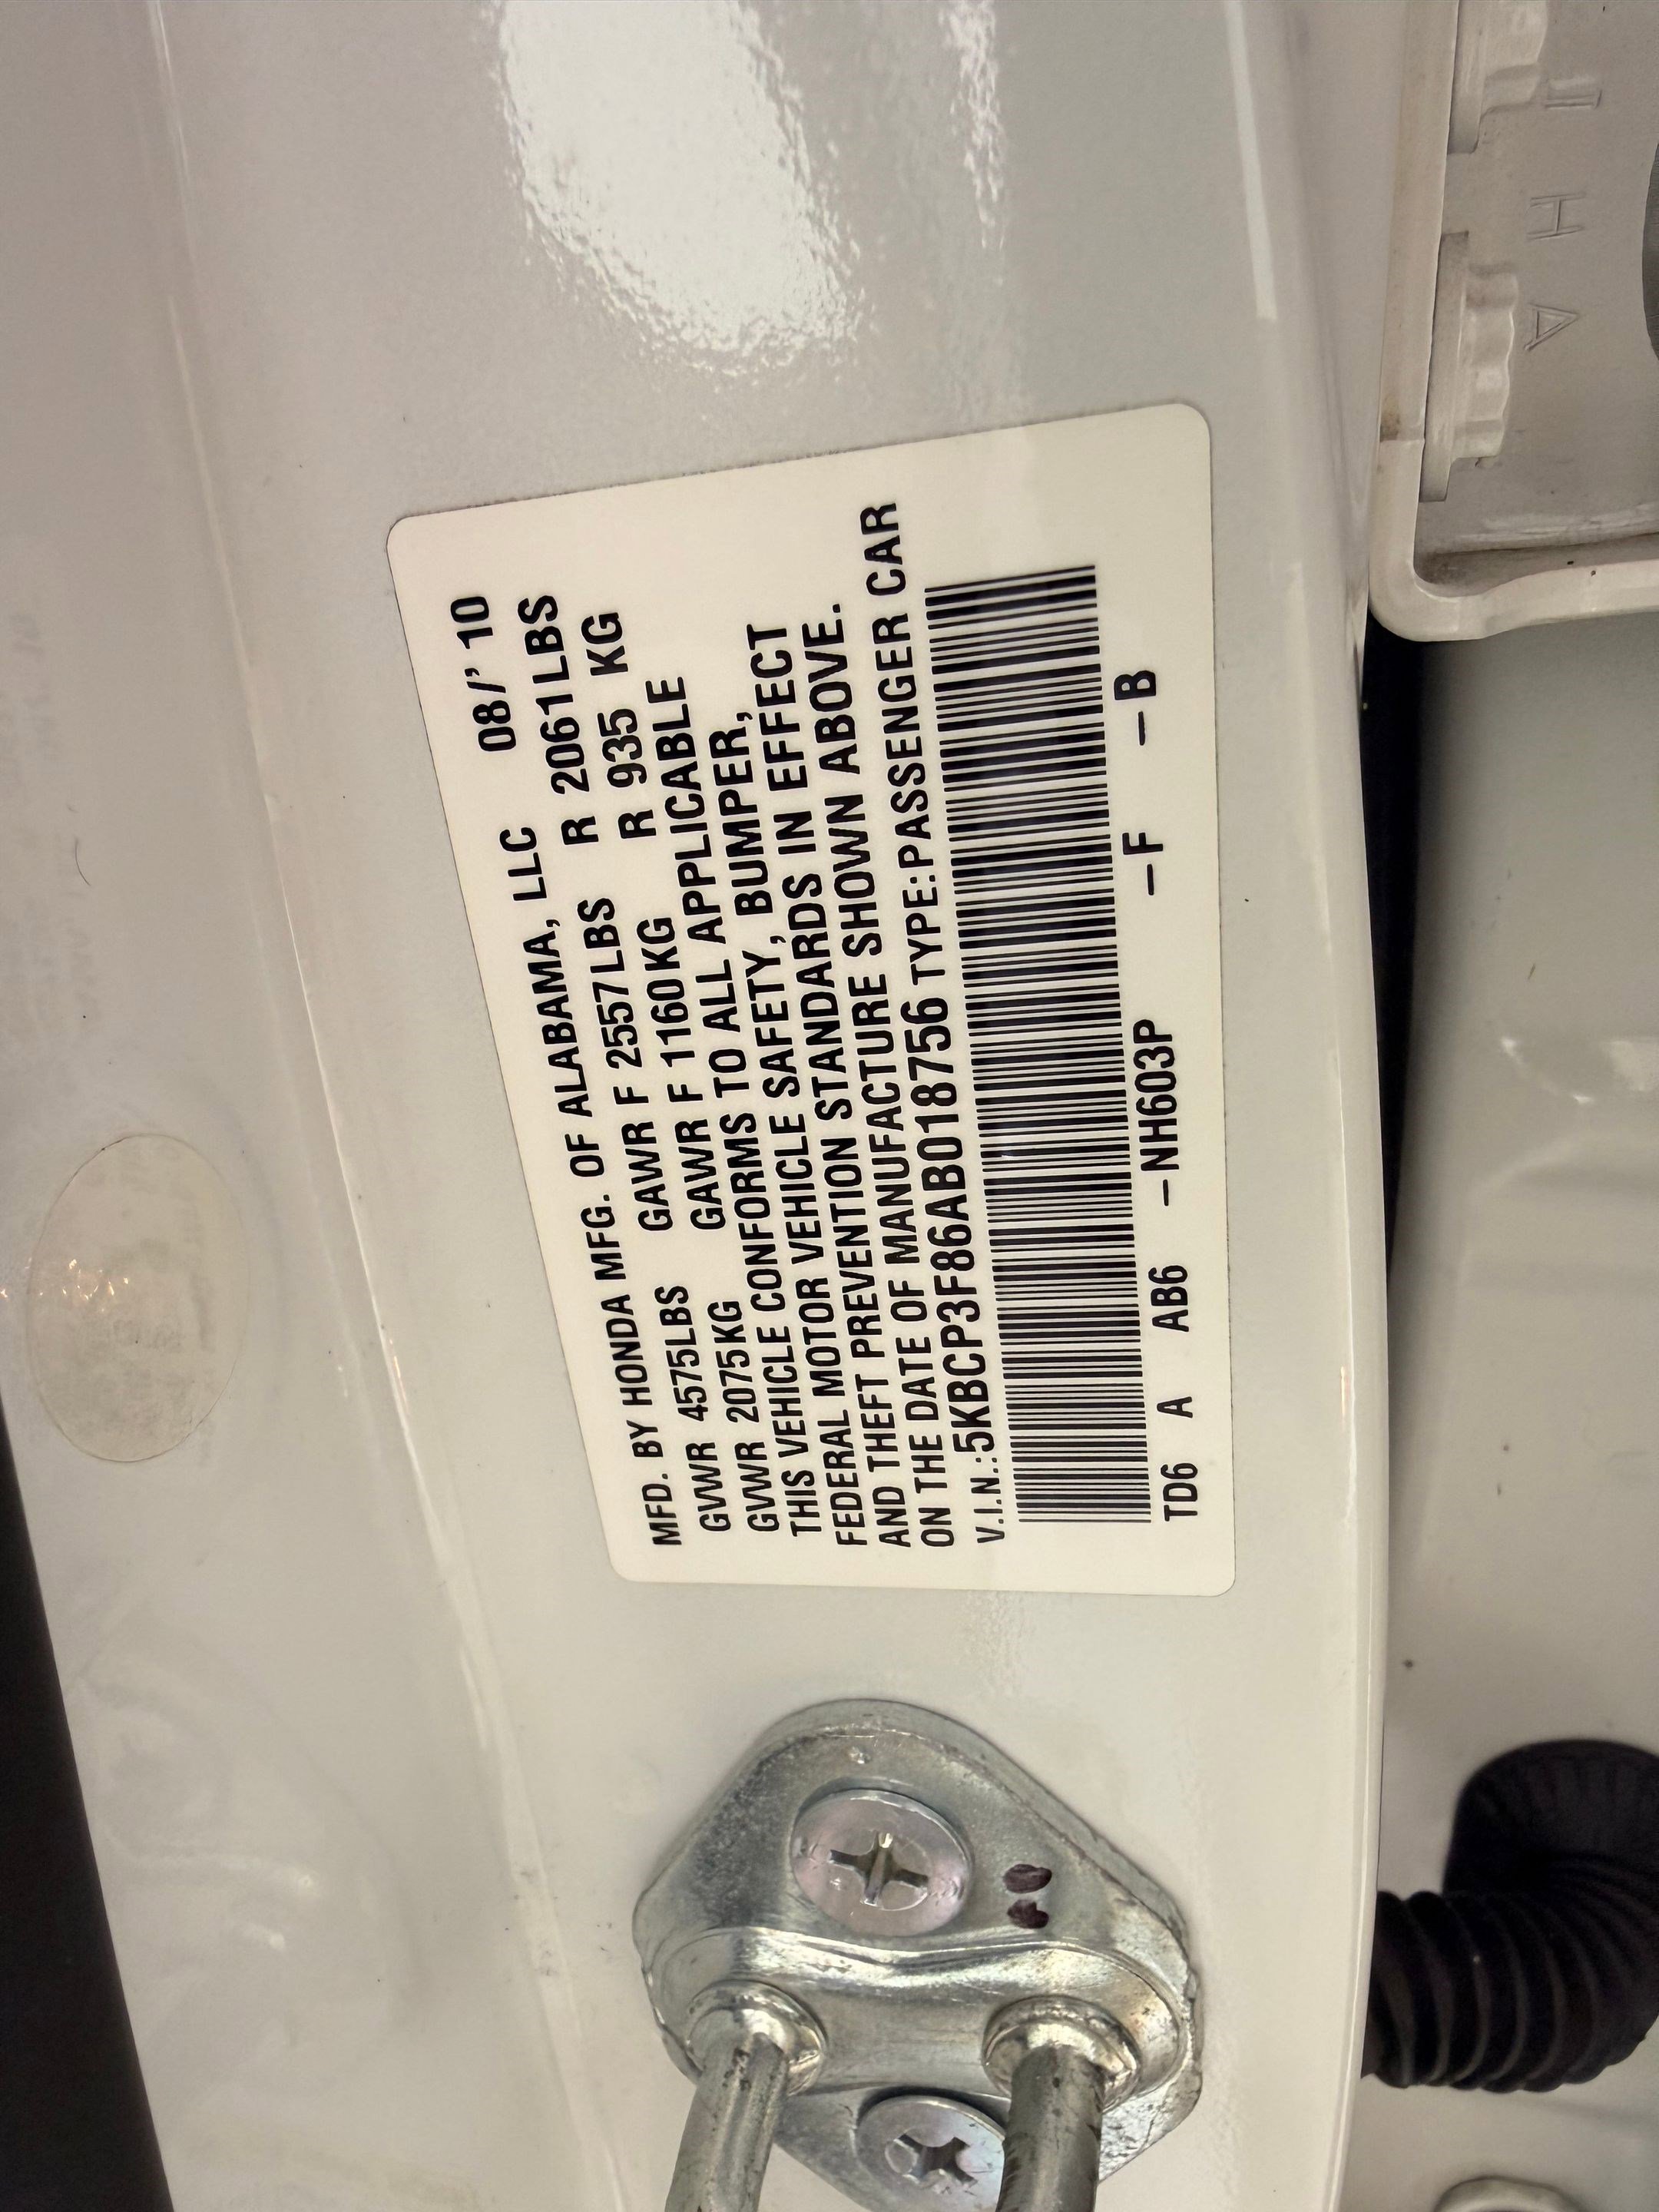 MFD. BY HONDA MFG. OF ALABAMA, LLC 08/' 10
GVWR 4575LBS GAWR F 2557LBS R 2061LBS
GVWR 2075KG GAWR F 1160KG R 935 KG
THIS VEHICLE CONFORMS TO ALL APPLICABLE
FEDERAL MOTOR VEHICLE SAFETY, BUMPER,
AND THEFT PREVENTION STANDARDS IN EFFECT
ON THE DATE OF MANUFACTURE SHOWN ABOVE.
V.I.N.:5KBCP3F86AB018756 TYPE:PASSENGER CAR
TD6 A AB6 -NH603P -F -B